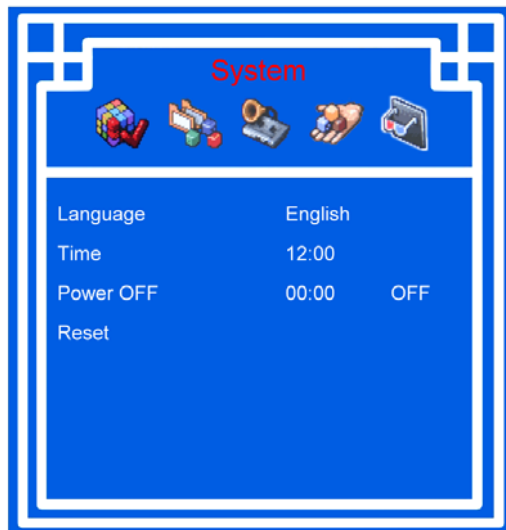 System
Language English
Time 12:00
Power OFF 00:00 OFF
Reset